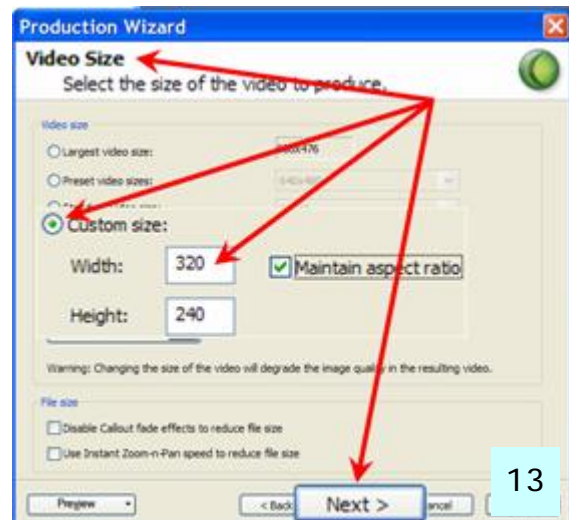 Production Wizard
Video Size
Select the size of the video to produce.
Video size
Largest video size:
Preset video sizes:
Custom size:
Width: 320
Maintain aspect ratio
Height: 240
Warning: Changing the size of the video will degrade the image quality in the resulting video.
File size
Disable Callout fade effects to reduce file size
Use Instant Zoom-n-Pan speed to reduce file size
Preview
< Back
Next >
13